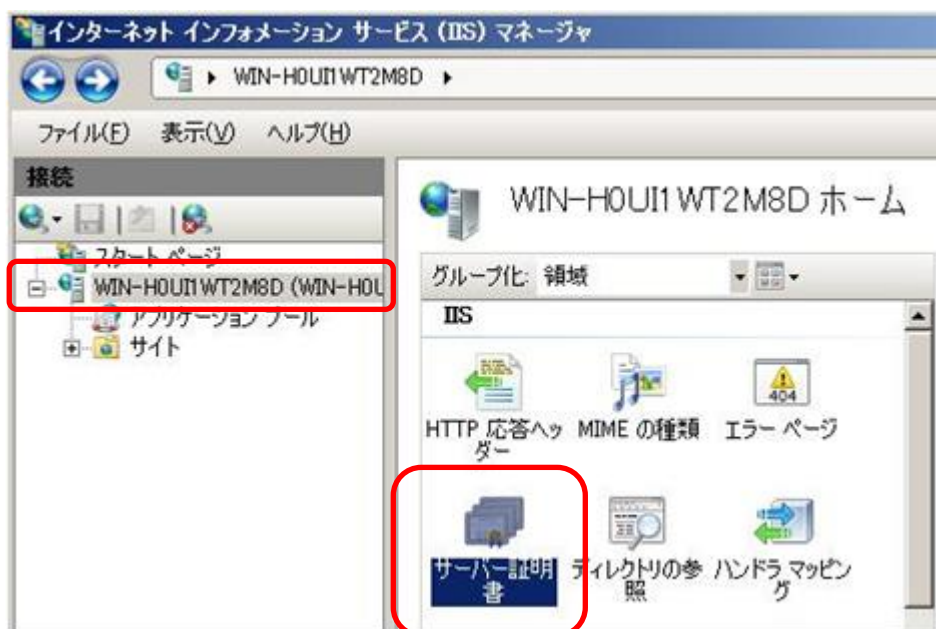 インターネット インフォメーション サービス (IIS) マネージャ
WIN-H0UI1WT2M8D
ファイル(F) 表示(V) ヘルプ(H)
接続
WIN-H0UI1WT2M8D ホーム
スタート ページ
WIN-H0UI1WT2M8D (WIN-H0U
アプリケーション プール
サイト
グループ化: 領域
IIS
HTTP 応答ヘッ
ダー
MIME の種類
エラー ページ
404
サーバー証明
書
ディレクトリの参
照
ハンドラ マッピン
グ